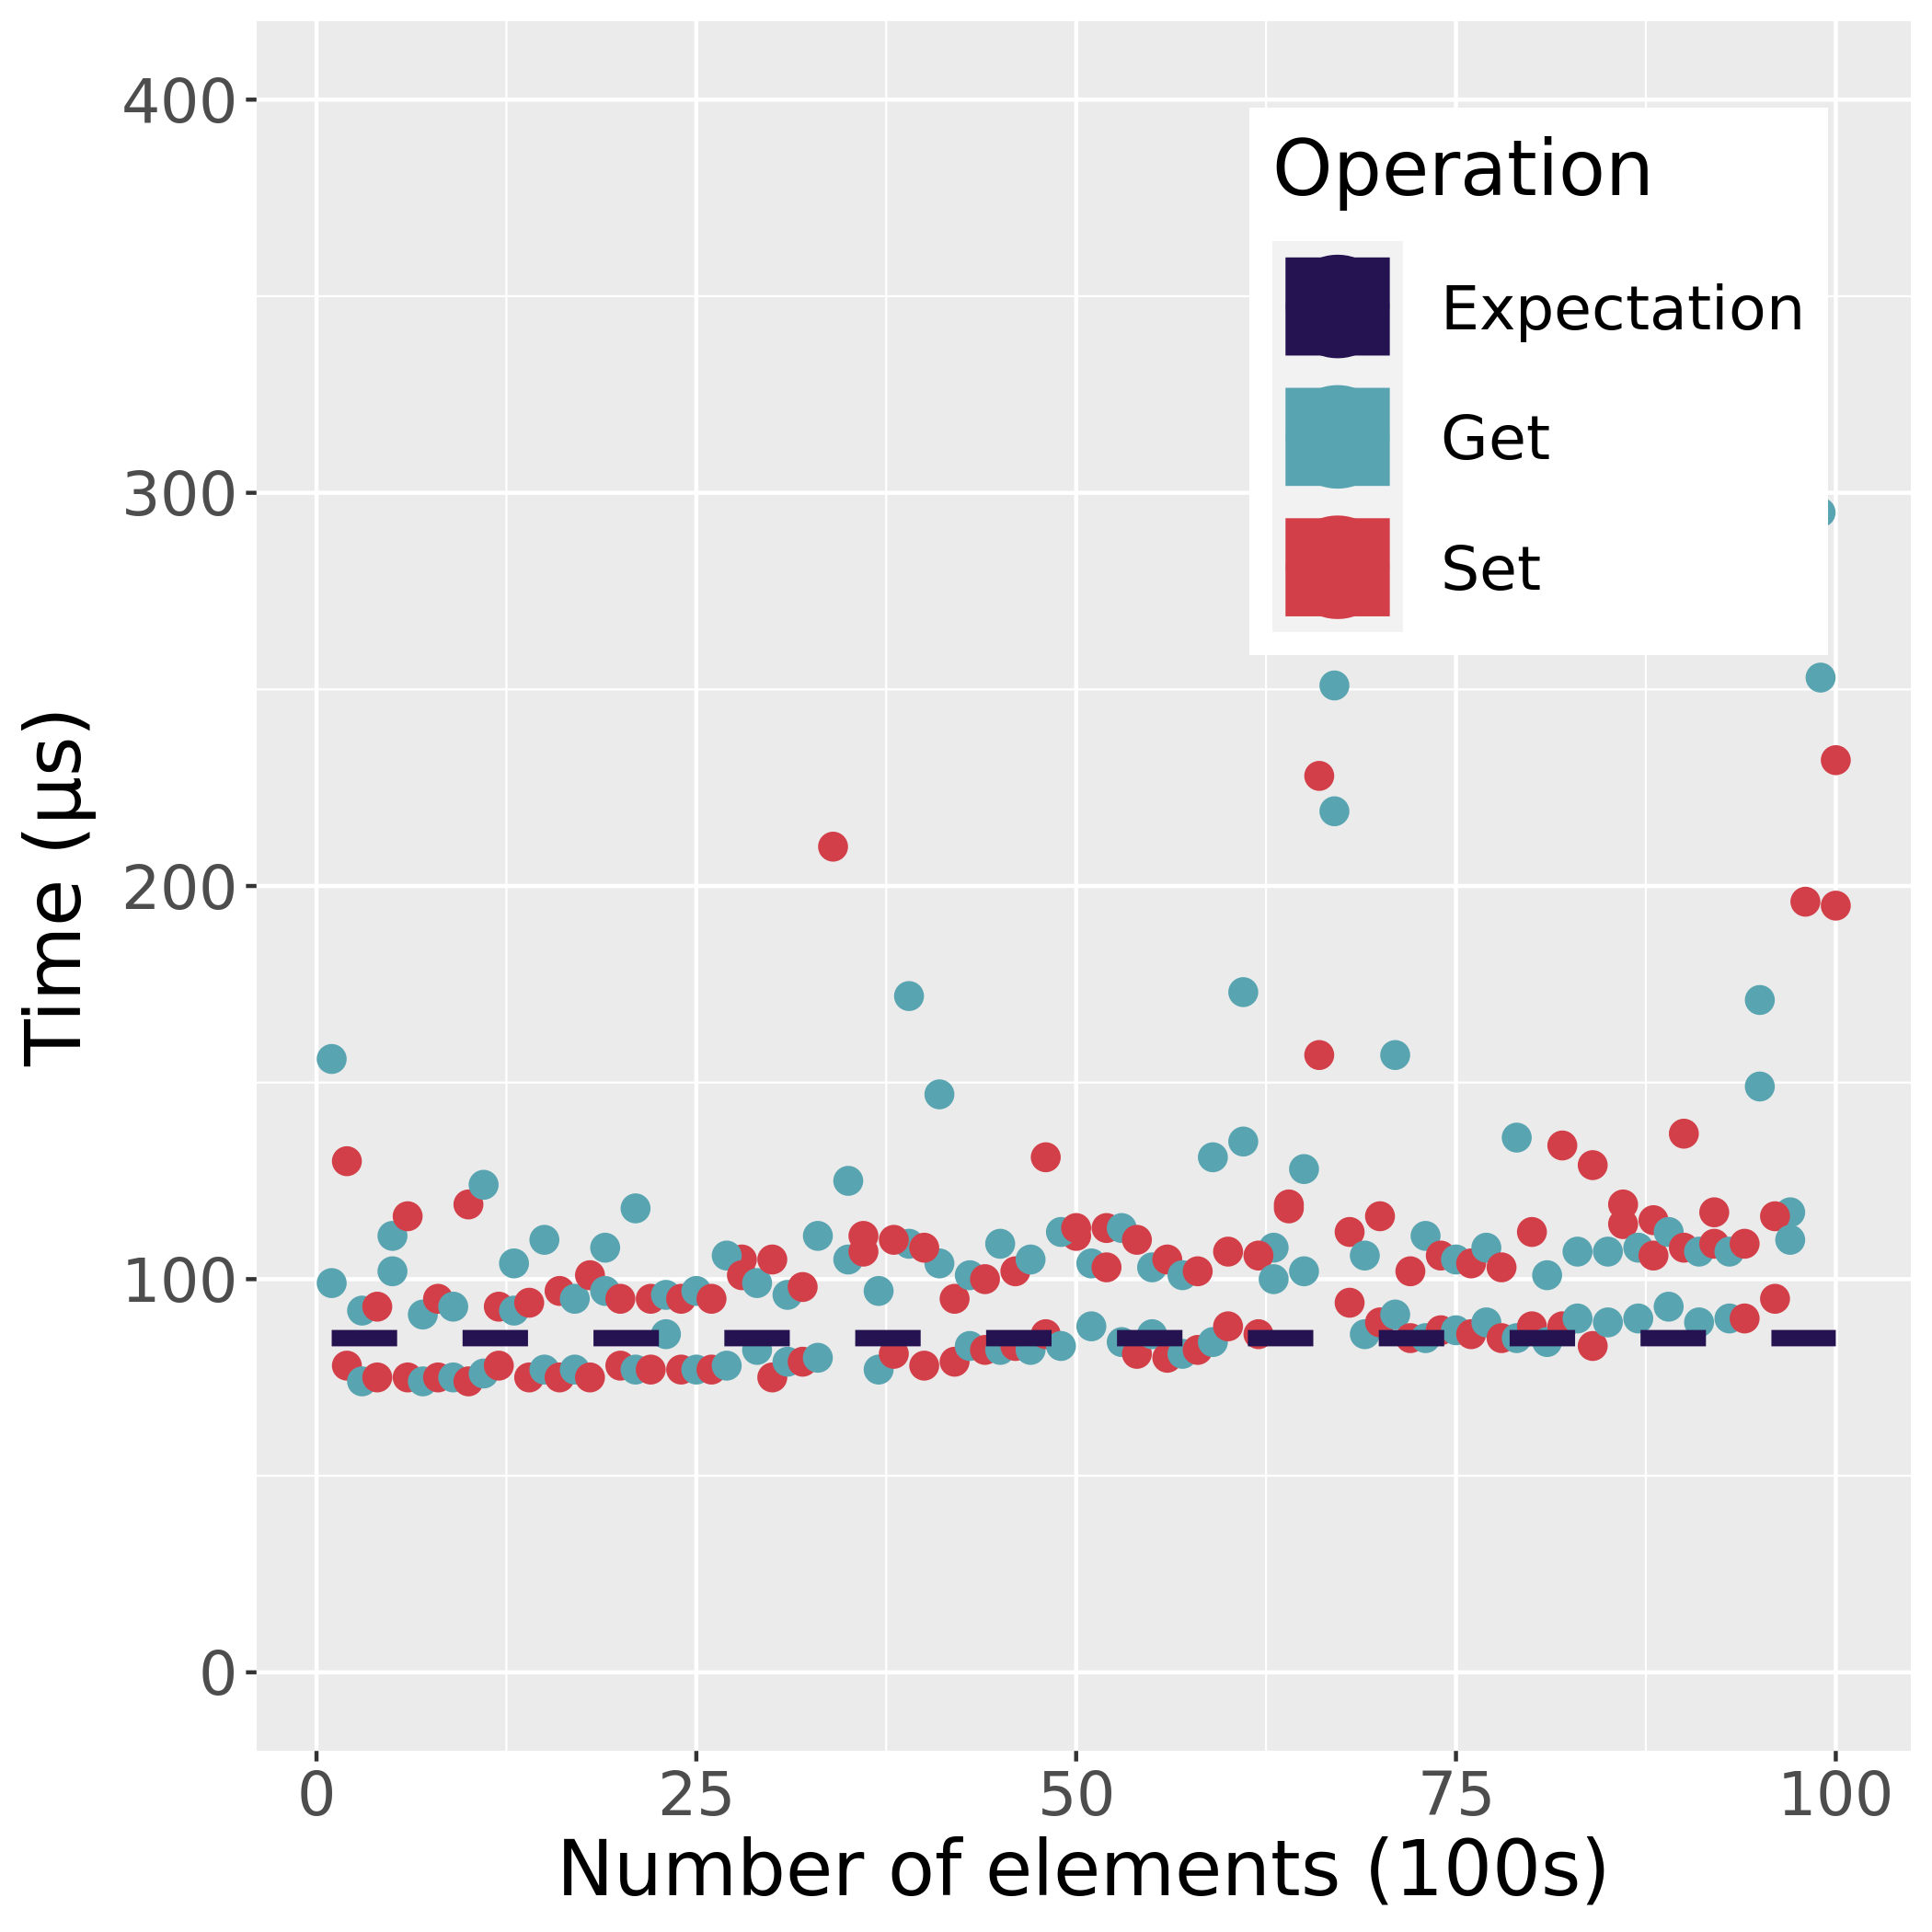 400
300
200
100
0
Time (µs)
Operation
Expectation
Get
Set
0 25 50 75 100
Number of elements (100s)